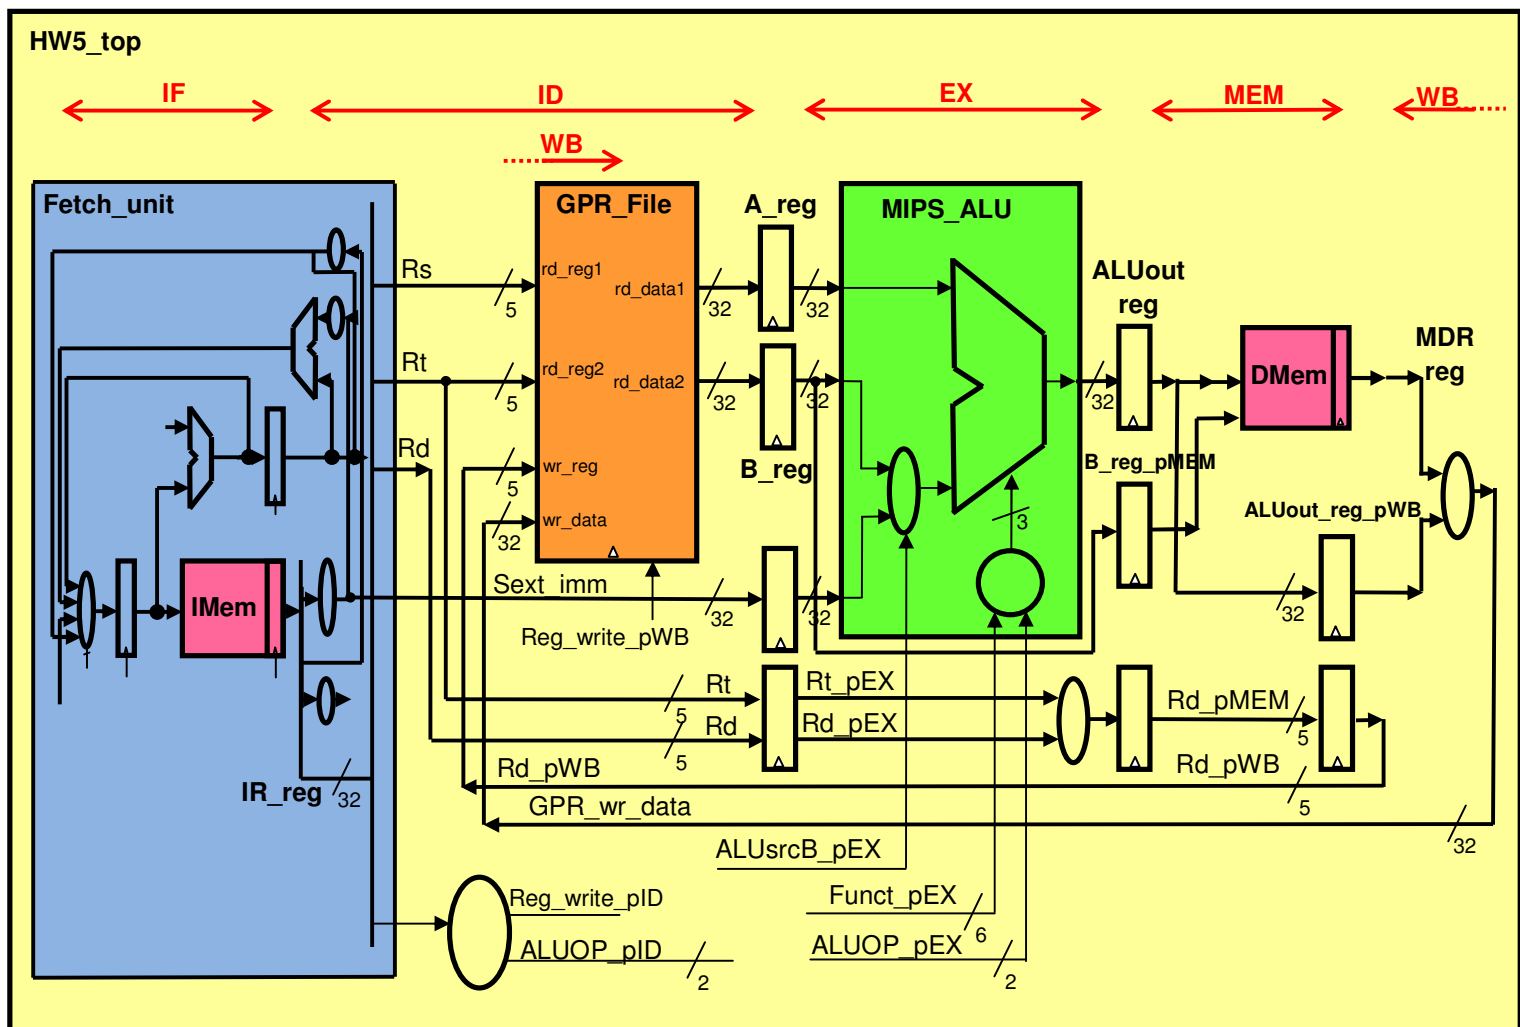 HW5_top
IF
ID
EX
MEM
WB
WB
Fetch_unit
GPR_File
A_reg
MIPS_ALU
Rs
rd_reg1
rd_data1
5
32
32
ALUout
reg
Rt
rd_reg2
rd_data2
5
32
32
32
DMem
MDR
reg
Rd
wr_reg
5
B_reg
B_reg_pMEM
wr_data
32
3
ALUout_reg_pWB
IMem
Sext_imm
32
32
32
Reg_write_pWB
Rt
5
Rt_pEX
Rd
5
Rd_pEX
Rd_pMEM
5
Rd_pWB
Rd_pWB
5
IR_reg
32
GPR_wr_data
32
ALUsrcB_pEX
Reg_write_pID
Funct_pEX
6
ALUOP_pID
2
ALUOP_pEX
2